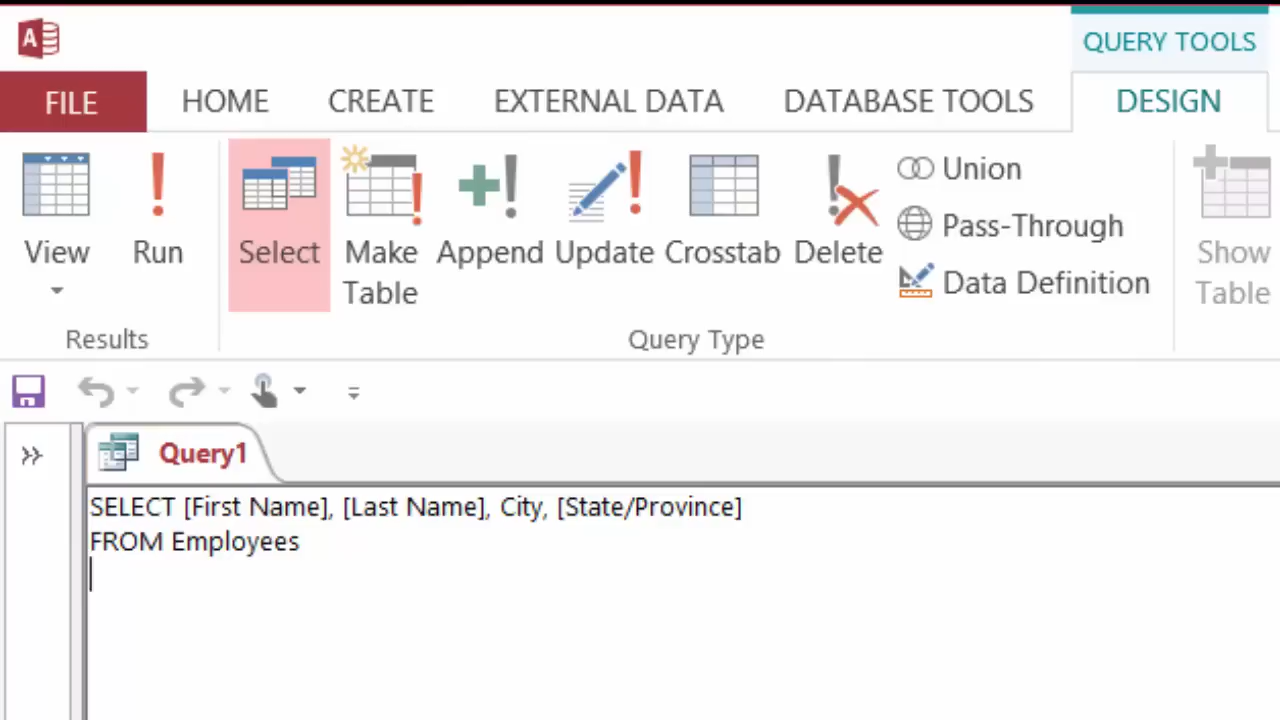 A
QUERY TOOLS
FILE HOME CREATE EXTERNAL DATA DATABASE TOOLS DESIGN
View Run Select Make Table Append Update Crosstab Delete Union Show Table
Pass-Through
Data Definition
Results Query Type
Query1
SELECT [First Name], [Last Name], City, [State/Province]
FROM Employees